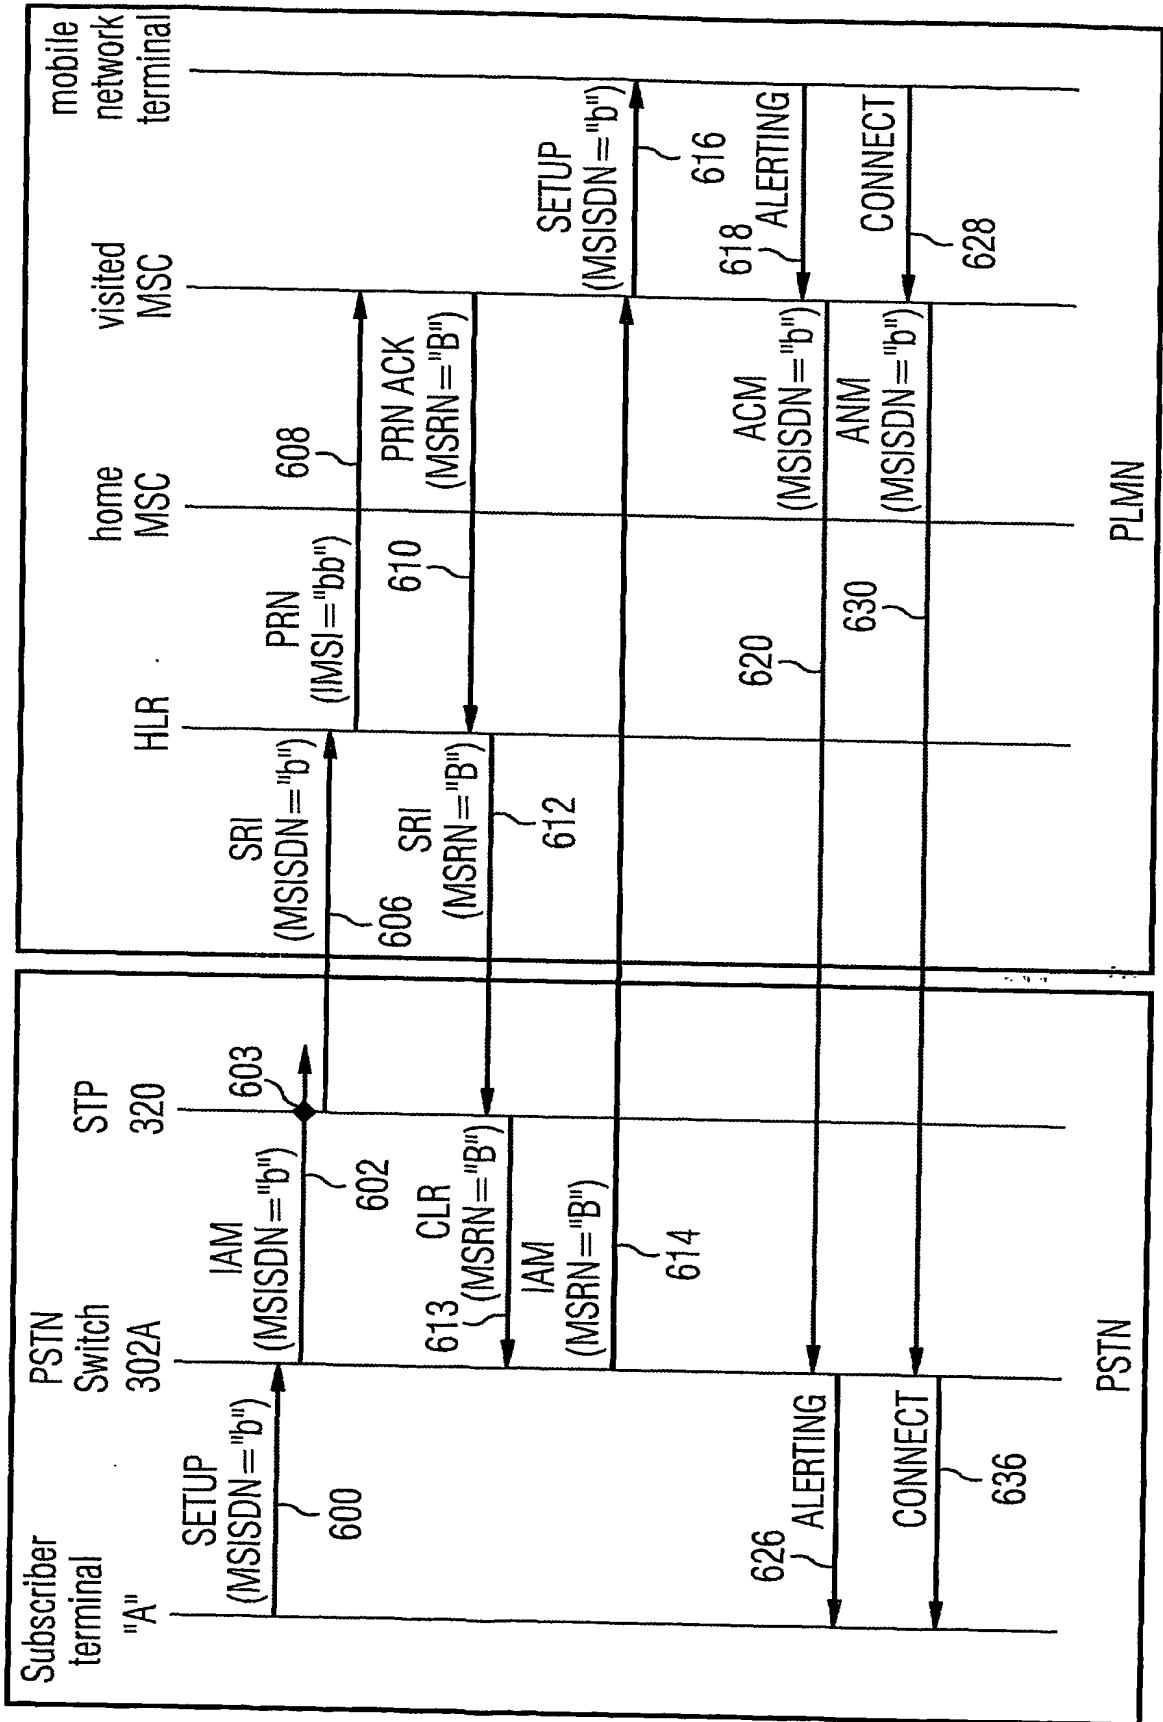 Subscriber
terminal
"A"
PSTN
Switch
302A
STP
320
HLR
home
MSC
visited
MSC
mobile
network
terminal
SETUP
(MSISDN="b")
600
IAM
(MSISDN="b")
602
603
SRI
(MSISDN="b")
606
PRN
(IMSI="bb")
608
PRN ACK
(MSRN="B")
610
SRI
(MSRN="B")
612
CLR
(MSRN="B")
613
IAM
(MSRN="B")
614
SETUP
(MSISDN="b")
616
ALERTING
618
ACM
(MSISDN="b")
620
ALERTING
626
CONNECT
628
ANM
(MSISDN="b")
630
CONNECT
636
PSTN
PLMN